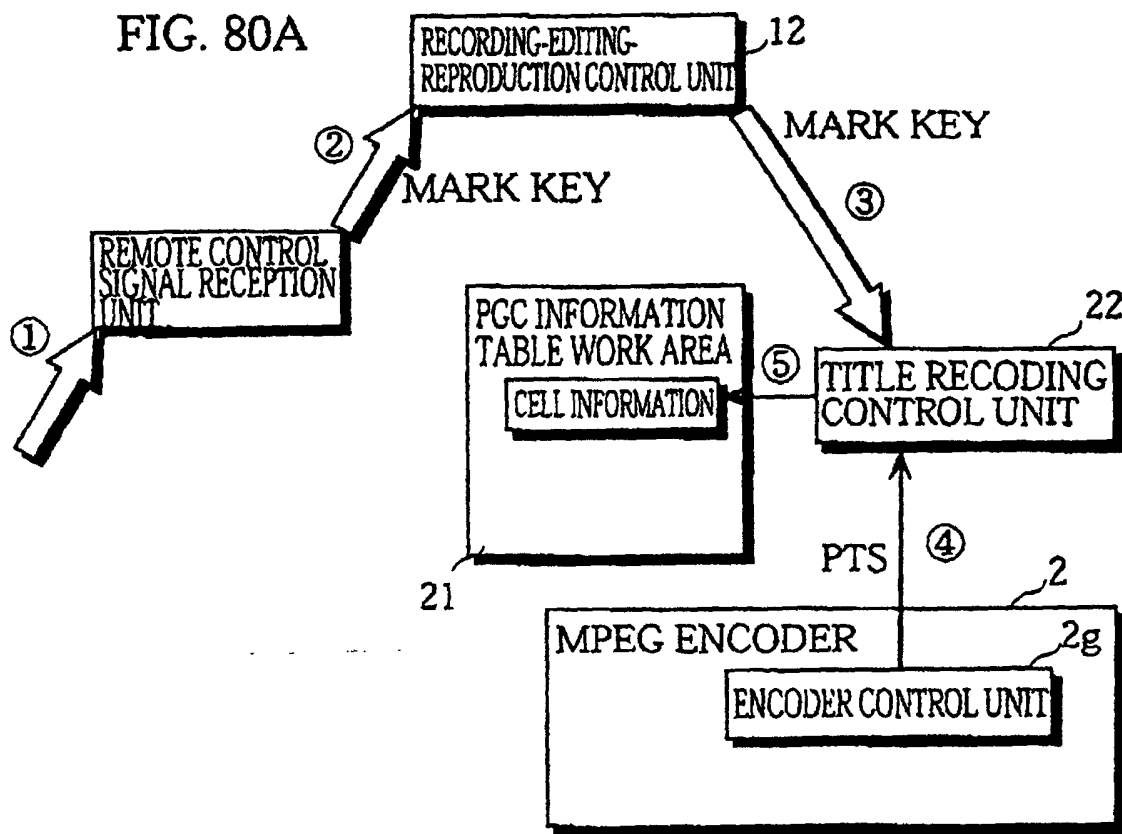 FIG. 80A
RECORDING-EDITING-
REPRODUCTION CONTROL UNIT
12
MARK KEY
②
MARK KEY
③
REMOTE CONTROL
SIGNAL RECEPTION
UNIT
①
PGC INFORMATION
TABLE WORK AREA
CELL INFORMATION
⑤
22
TITLE RECODING
CONTROL UNIT
21
PTS
④
2
MPEG ENCODER
2g
ENCODER CONTROL UNIT